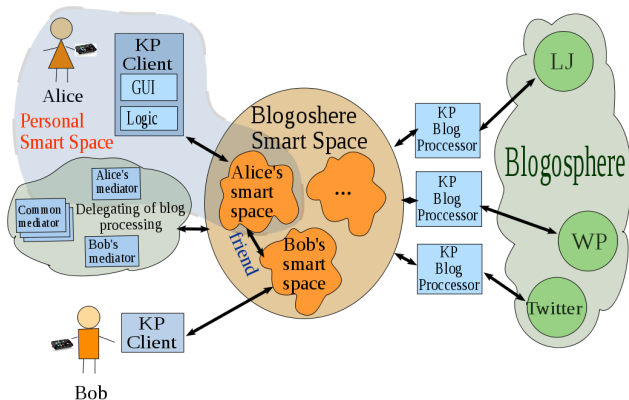 KP
Client
GUI
Logic
Alice
Personal
Smart Space
Blogoshere
Smart Space
Alice's
smart
space
...
friend
Bob's
smart
space
Alice's
mediator
Common
mediator
Delegating of blog
processing
Bob's
mediator
KP
Client
Bob
KP
Blog
Proccessor
KP
Blog
Proccessor
KP
Blog
Proccessor
LJ
Blogosphere
WP
Twitter